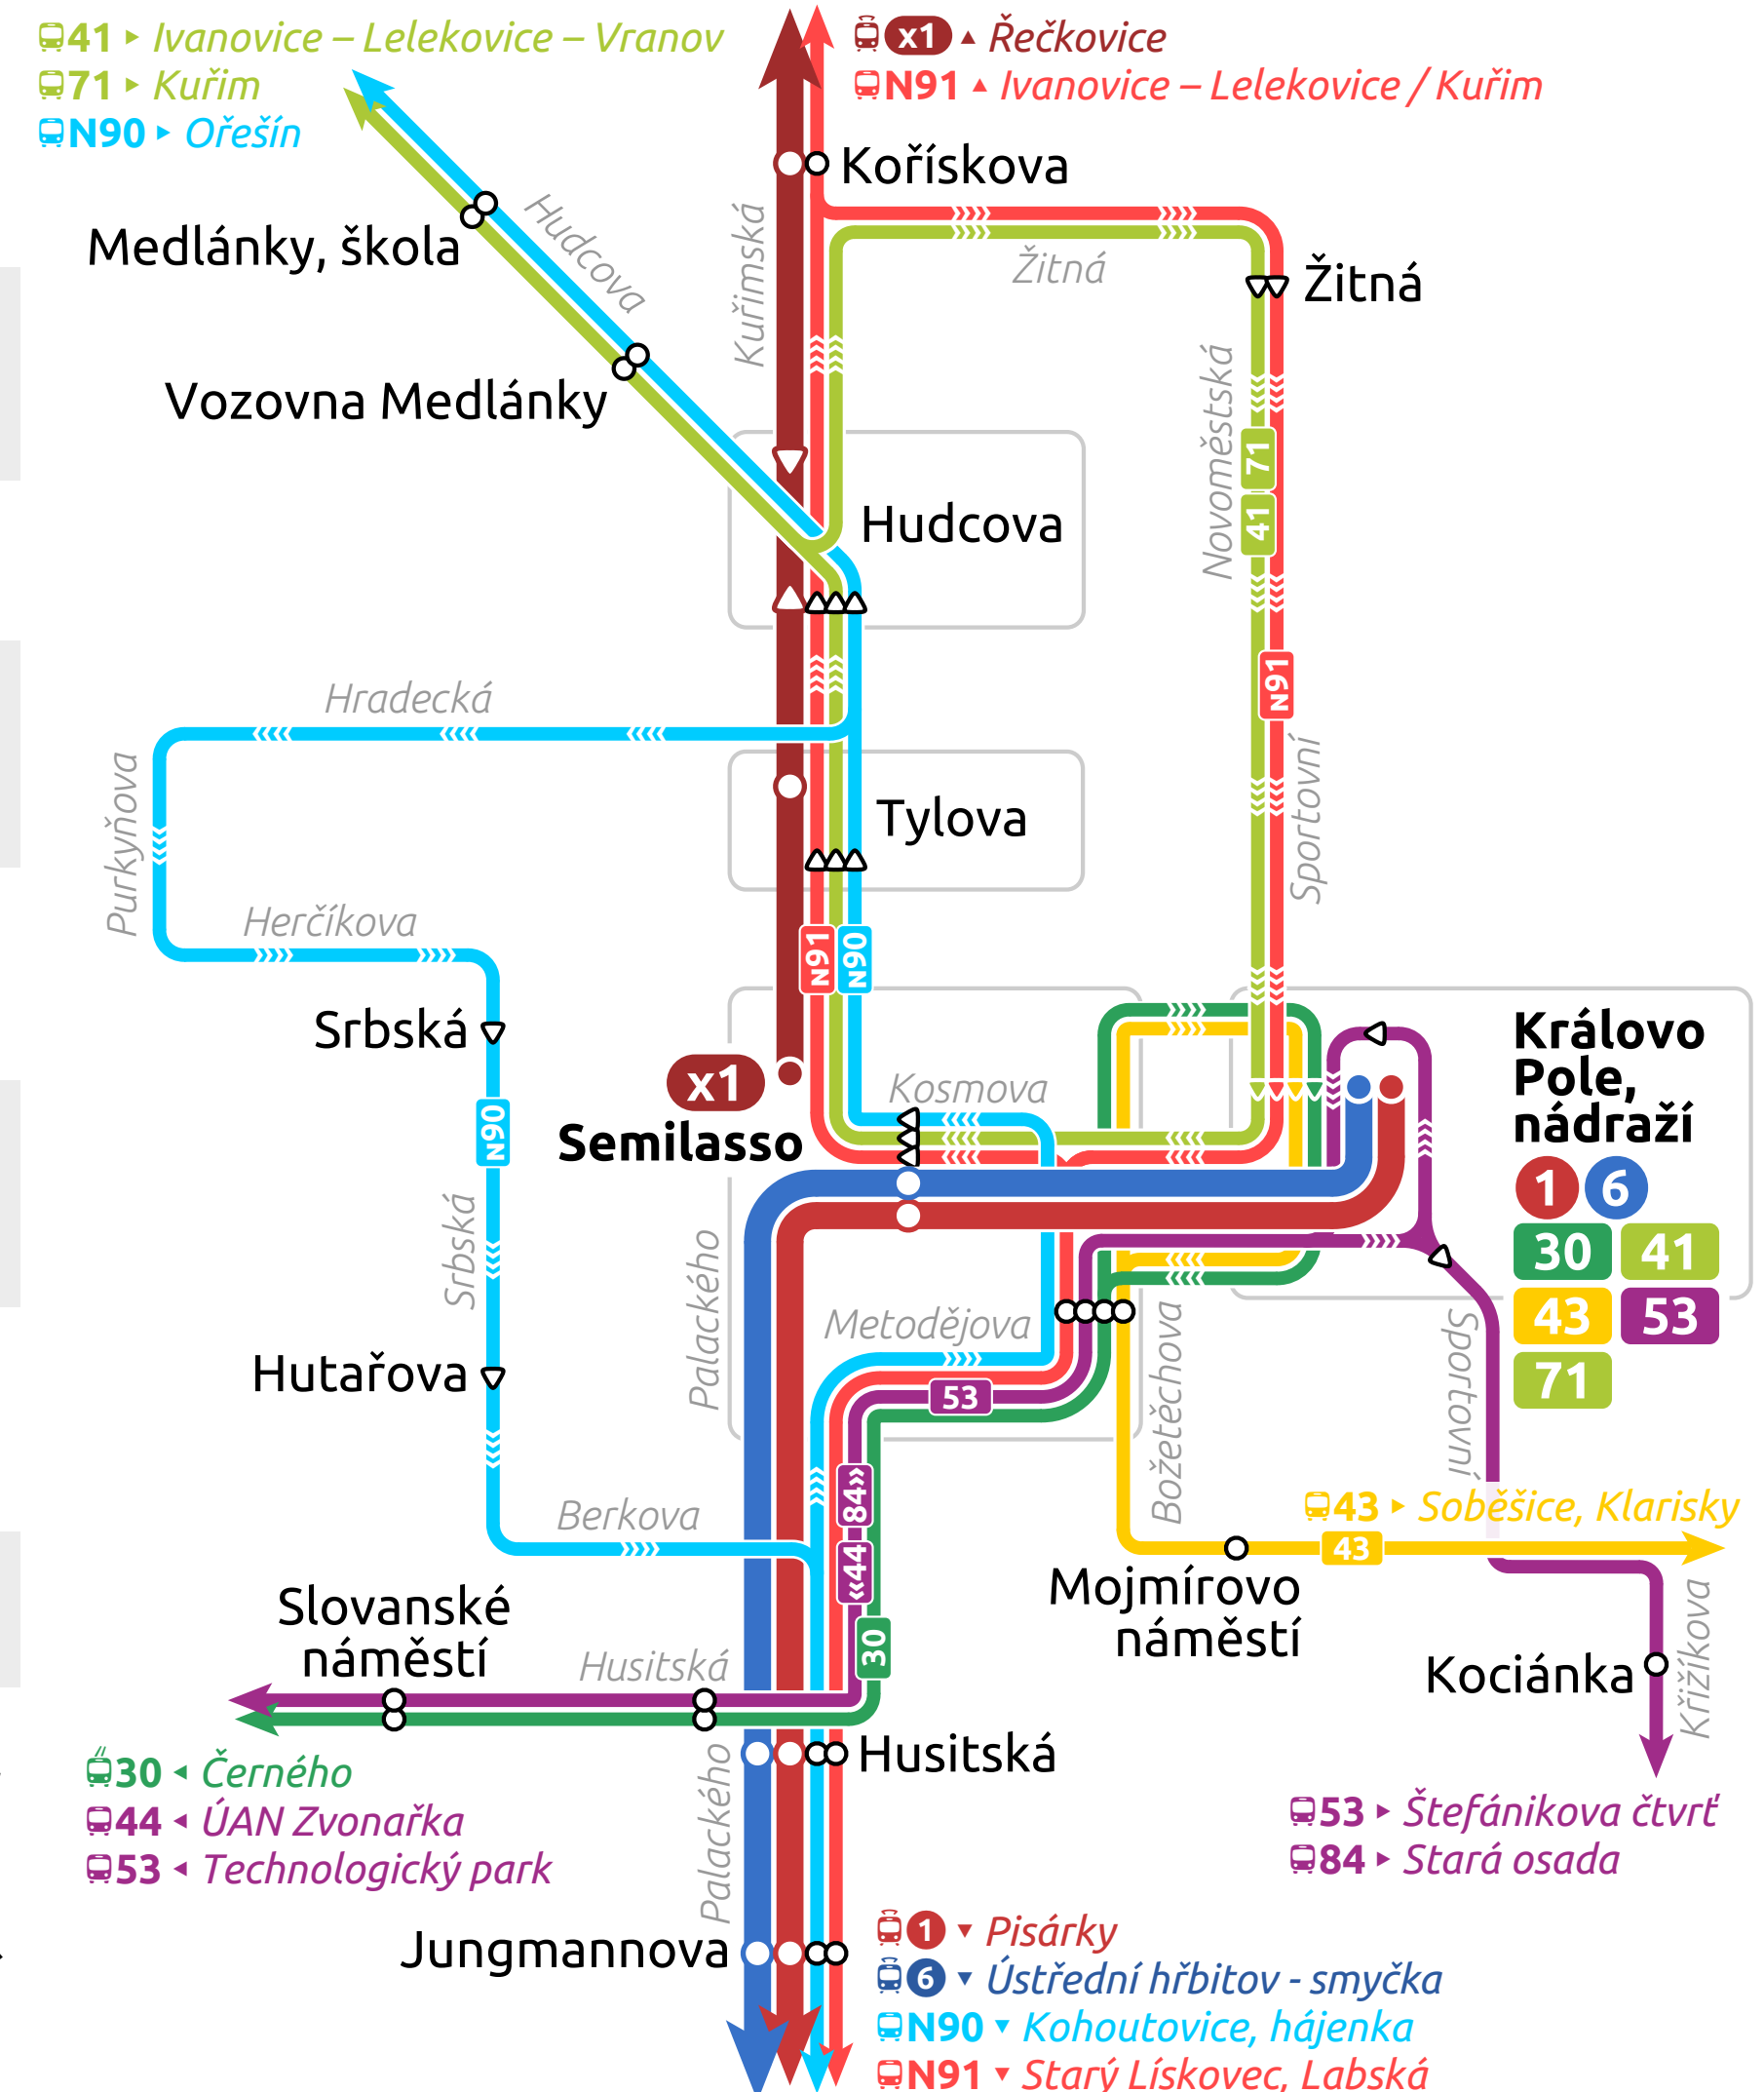 41 ▸ Ivanovice – Lelekovice – Vranov
71 ▸ Kuřim
N90 ▸ Ořešín
x1 ▴ Řečkovice
N91 ▴ Ivanovice – Lelekovice / Kuřim
Kořískova
Medlánky, škola
Hudcova
Kuřimská
Žitná
Žitná
Vozovna Medlánky
Novoměstská
71
41
Hudcova
Hradecká
N91
Purkyňova
Tylova
Sportovní
Herčíkova
N91
N90
Srbská
x1
Kosmova
Semilasso
Královo
Pole,
nádraží
1 6
30 41
43 53
71
N90
Srbská
Palackého
Metodějova
Božetěchova
Sportovní
Hutařova
53
84»
«44
30
Berkova
43 ▸ Soběšice, Klarisky
43
Mojmírovo
náměstí
Slovanské
náměstí
Husitská
Kociánka
Křižíkova
Husitská
Palackého
30 ◂ Černého
44 ◂ ÚAN Zvonařka
53 ◂ Technologický park
53 ▸ Štefánikova čtvrť
84 ▸ Stará osada
Jungmannova
1 ▾ Pisárky
6 ▾ Ústřední hřbitov - smyčka
N90 ▾ Kohoutovice, hájenka
N91 ▾ Starý Lískovec, Labská